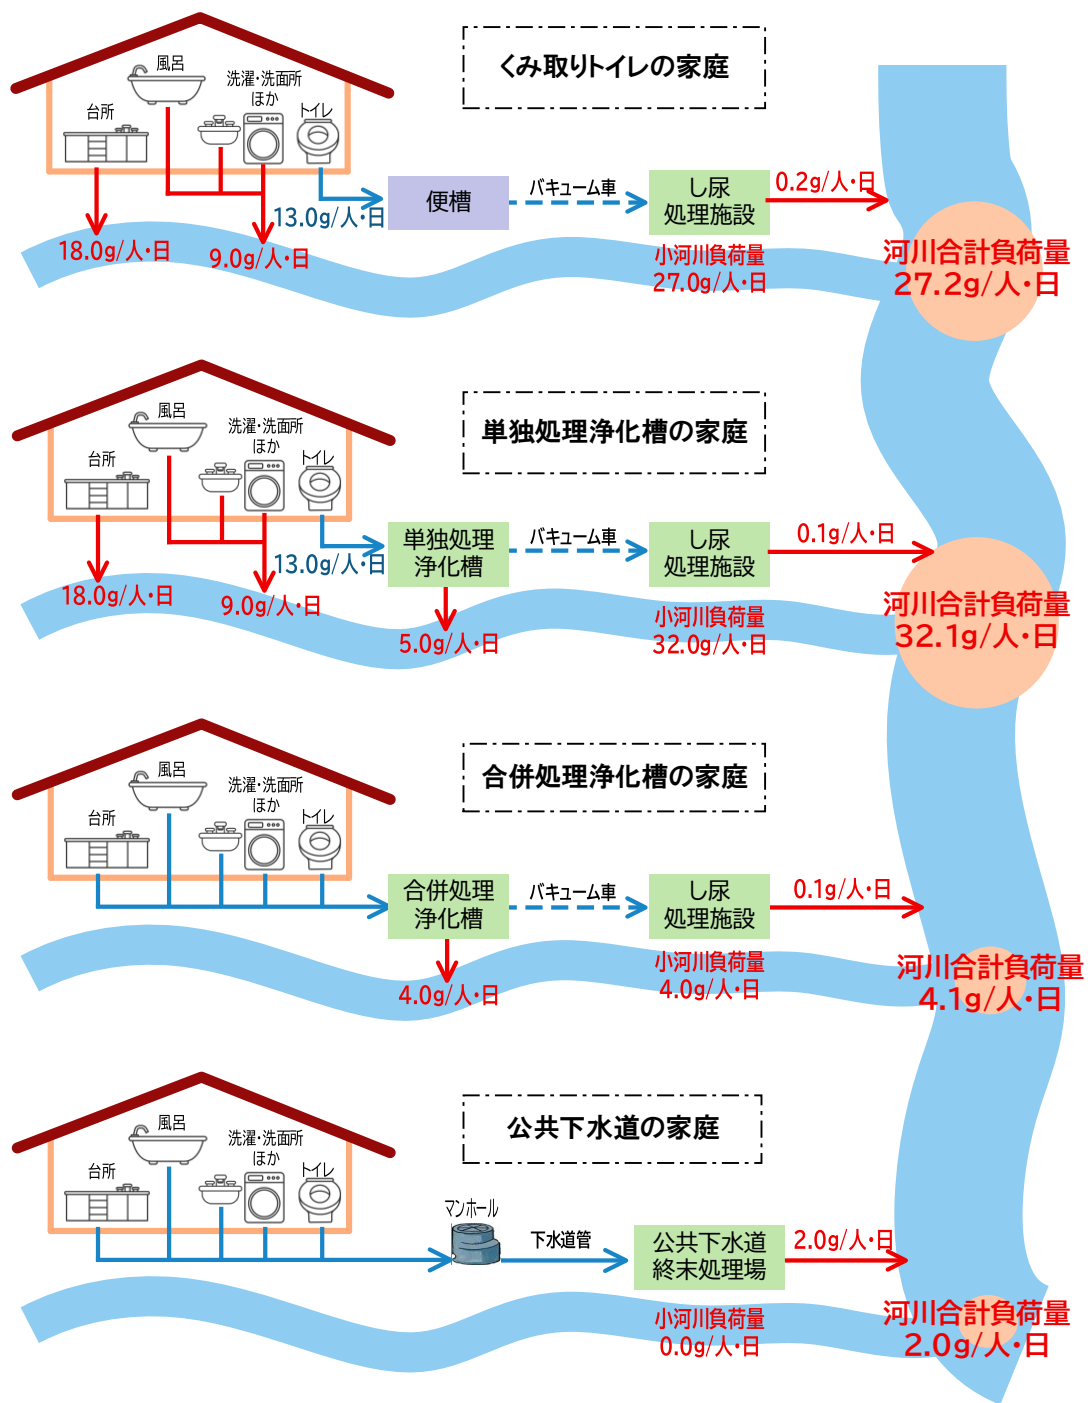 くみ取りトイレの家庭
風呂
洗濯・洗面所
ほか
台所
トイレ
便槽
バキューム車
し尿
処理施設
0.2g/人・日
13.0g/人・日
18.0g/人・日
9.0g/人・日
小河川負荷量
27.0g/人・日
河川合計負荷量
27.2g/人・日
単独処理浄化槽の家庭
風呂
洗濯・洗面所
ほか
台所
トイレ
単独処理
浄化槽
バキューム車
し尿
処理施設
0.1g/人・日
13.0g/人・日
18.0g/人・日
9.0g/人・日
5.0g/人・日
小河川負荷量
32.0g/人・日
河川合計負荷量
32.1g/人・日
合併処理浄化槽の家庭
風呂
洗濯・洗面所
ほか
台所
トイレ
合併処理
浄化槽
バキューム車
し尿
処理施設
0.1g/人・日
4.0g/人・日
小河川負荷量
4.0g/人・日
河川合計負荷量
4.1g/人・日
公共下水道の家庭
風呂
洗濯・洗面所
ほか
台所
トイレ
マンホール
下水道管
公共下水道
終末処理場
2.0g/人・日
小河川負荷量
0.0g/人・日
河川合計負荷量
2.0g/人・日